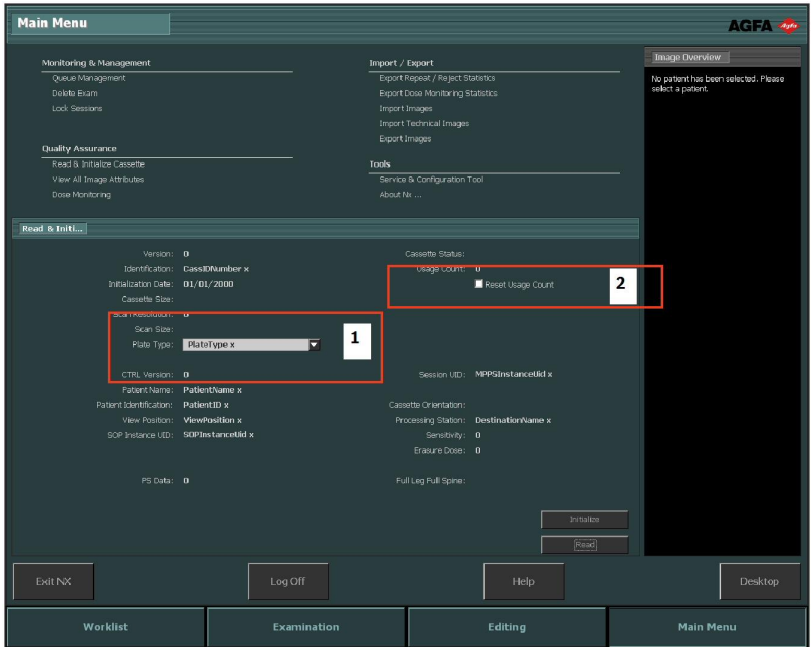 Main Menu
AGFA
Agfa
Monitoring & Management
Queue Management
Delete Exam
Lock Sessions
Quality Assurance
Read & Initialize Cassette
View All Image Attributes
Dose Monitoring
Import / Export
Export Repeat / Reject Statistics
Export Dose Monitoring Statistics
Import Images
Import Technical Images
Export Images
Tools
Service & Configuration Tool
About Nx ...
Image Overview
No patient has been selected. Please
select a patient.
Read & Initi...
Version: 0
Identification: CassIDNumber x
Initialization Date: 01/01/2000
Cassette Size:
Scan Resolution: 0
Scan Size:
Plate Type: PlateType x
1
CTRL Version: 0
Patient Name: PatientName x
Patient Identification: PatientID x
View Position: ViewPosition x
SOP Instance UID: SOPInstanceUid x
PS Data: 0
Cassette Status:
Usage Count: 0
Reset Usage Count
2
Session UID: MPPSInstanceUid x
Cassette Orientation:
Processing Station: DestinationName x
Sensitivity: 0
Erasure Dose: 0
Full Leg Full Spine:
Initialize
Read
Exit NX
Log Off
Help
Desktop
Worklist
Examination
Editing
Main Menu